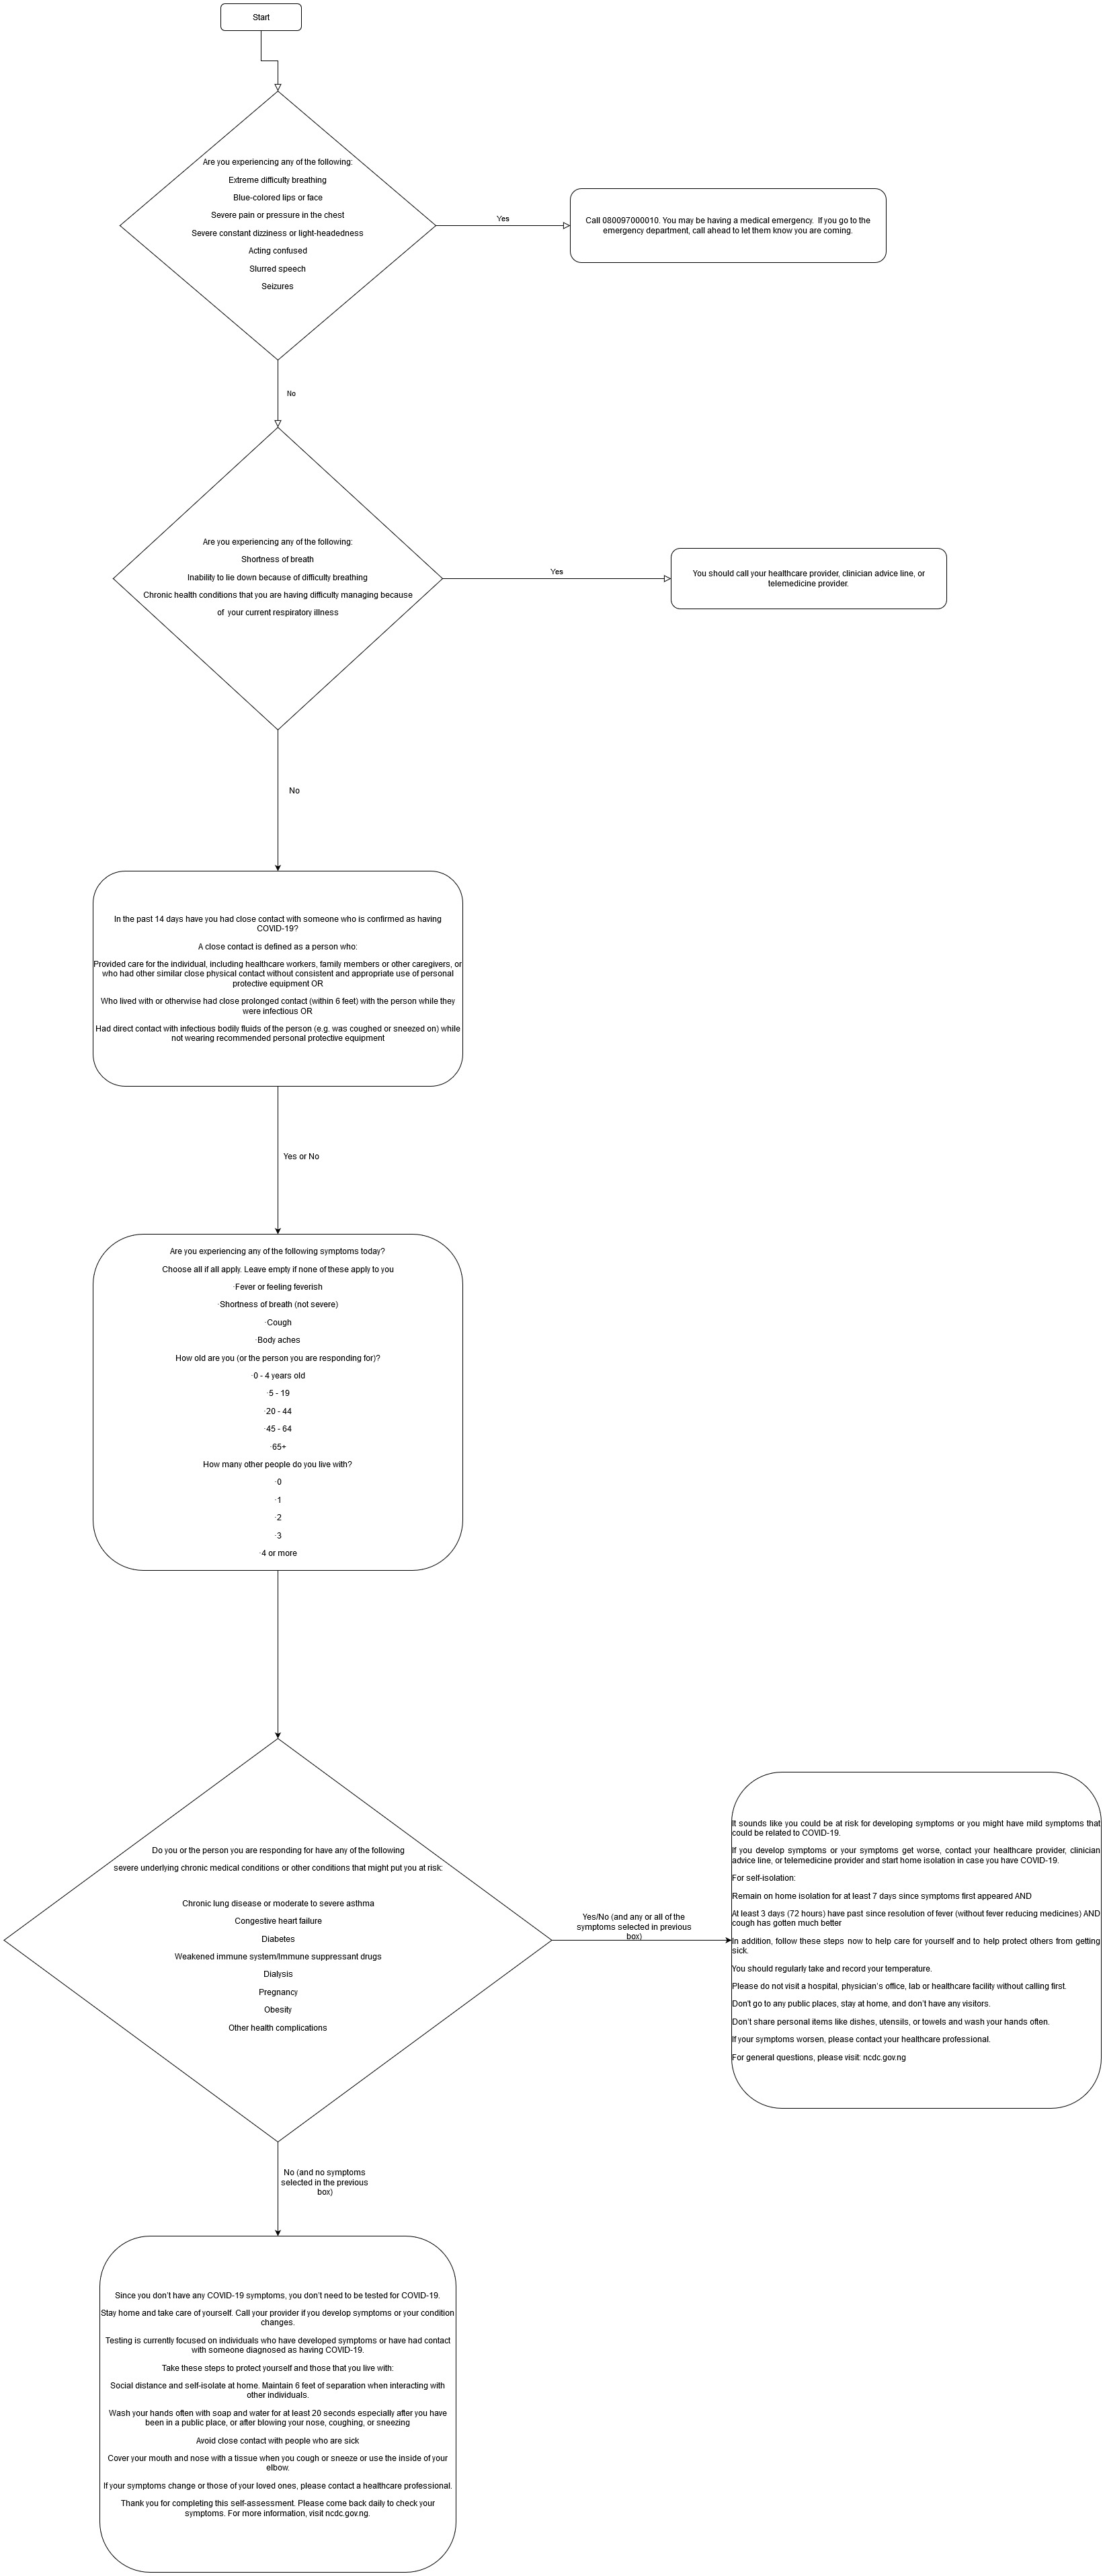 Start
Are you experiencing any of the following:
Extreme difficulty breathing
Blue-colored lips or face
Severe pain or pressure in the chest
Severe constant dizziness or light-headedness
Acting confused
Slurred speech
Seizures
Yes
Call 080097000010. You may be having a medical emergency.  If you go to the
emergency department, call ahead to let them know you are coming.
No
Are you experiencing any of the following:
Shortness of breath
Inability to lie down because of difficulty breathing
Chronic health conditions that you are having difficulty managing because
of  your current respiratory illness
Yes
You should call your healthcare provider, clinician advice line, or
telemedicine provider.
No
In the past 14 days have you had close contact with someone who is confirmed as having
COVID-19?
A close contact is defined as a person who:
Provided care for the individual, including healthcare workers, family members or other caregivers, or
who had other similar close physical contact without consistent and appropriate use of personal
protective equipment OR
Who lived with or otherwise had close prolonged contact (within 6 feet) with the person while they
were infectious OR
Had direct contact with infectious bodily fluids of the person (e.g. was coughed or sneezed on) while
not wearing recommended personal protective equipment
Yes or No
Are you experiencing any of the following symptoms today?
Choose all if all apply. Leave empty if none of these apply to you
·Fever or feeling feverish
·Shortness of breath (not severe)
·Cough
·Body aches
How old are you (or the person you are responding for)?
·0 - 4 years old
·5 - 19
·20 - 44
·45 - 64
·65+
How many other people do you live with?
·0
·1
·2
·3
·4 or more
Do you or the person you are responding for have any of the following
severe underlying chronic medical conditions or other conditions that might put you at risk:
Chronic lung disease or moderate to severe asthma
Congestive heart failure
Diabetes
Weakened immune system/Immune suppressant drugs
Dialysis
Pregnancy
Obesity
Other health complications
Yes/No (and any or all of the
symptoms selected in previous
box)
It sounds like you could be at risk for developing symptoms or you might have mild symptoms that
could be related to COVID-19.
If you develop symptoms or your symptoms get worse, contact your healthcare provider, clinician
advice line, or telemedicine provider and start home isolation in case you have COVID-19.
For self-isolation:
Remain on home isolation for at least 7 days since symptoms first appeared AND
At least 3 days (72 hours) have past since resolution of fever (without fever reducing medicines) AND
cough has gotten much better
In addition, follow these steps now to help care for yourself and to help protect others from getting
sick.
You should regularly take and record your temperature.
Please do not visit a hospital, physician's office, lab or healthcare facility without calling first.
Don't go to any public places, stay at home, and don't have any visitors.
Don't share personal items like dishes, utensils, or towels and wash your hands often.
If your symptoms worsen, please contact your healthcare professional.
For general questions, please visit: ncdc.gov.ng
No (and no symptoms
selected in the previous
box)
Since you don't have any COVID-19 symptoms, you don't need to be tested for COVID-19.
Stay home and take care of yourself. Call your provider if you develop symptoms or your condition
changes.
Testing is currently focused on individuals who have developed symptoms or have had contact
with someone diagnosed as having COVID-19.
Take these steps to protect yourself and those that you live with:
Social distance and self-isolate at home. Maintain 6 feet of separation when interacting with
other individuals.
Wash your hands often with soap and water for at least 20 seconds especially after you have
been in a public place, or after blowing your nose, coughing, or sneezing
Avoid close contact with people who are sick
Cover your mouth and nose with a tissue when you cough or sneeze or use the inside of your
elbow.
If your symptoms change or those of your loved ones, please contact a healthcare professional.
Thank you for completing this self-assessment. Please come back daily to check your
symptoms. For more information, visit ncdc.gov.ng.